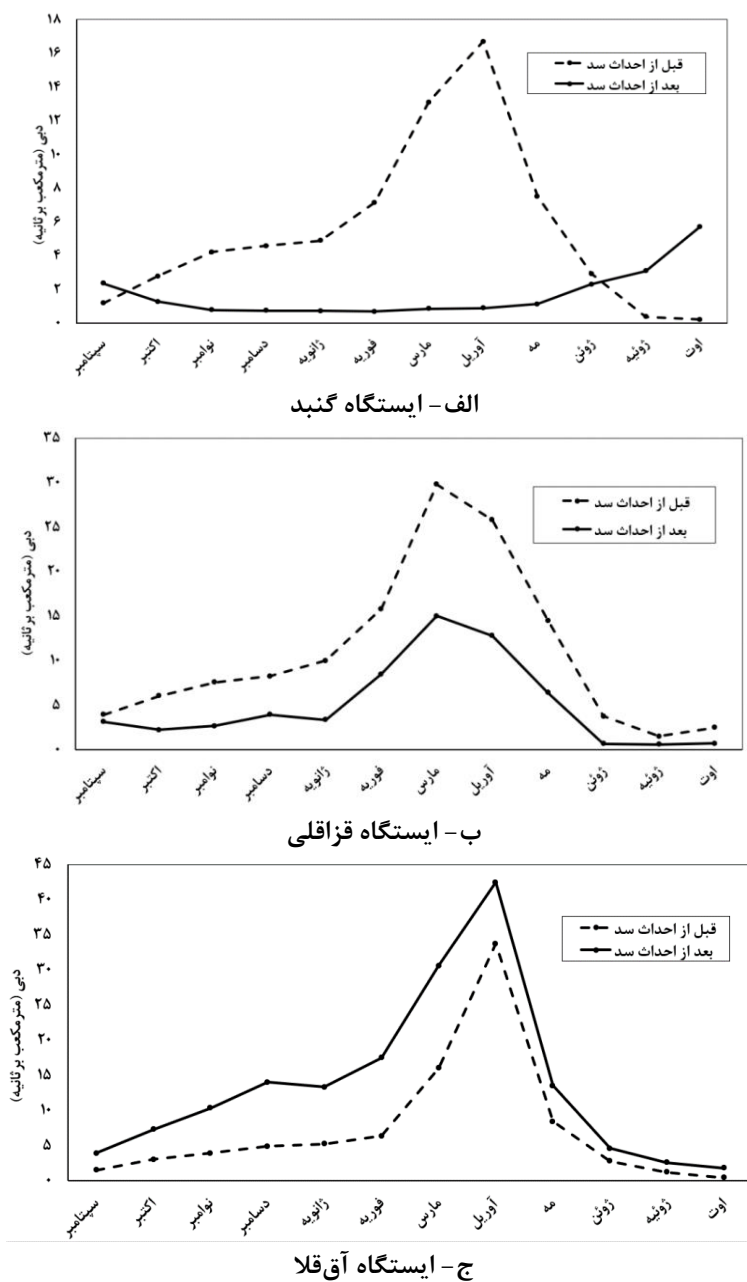 ۱۸
۱۶
۱۴
۱۲
۱۰
۸
۶
۴
۲
۰
دبی (مترمکعب بر ثانیه)
قبل از احداث سد
بعد از احداث سد
سپتامبر
اکتبر
نوامبر
دسامبر
ژانویه
فوریه
مارس
آوریل
مه
ژوئن
ژوئیه
اوت
الف- ایستگاه گنبد
۳۵
۳۰
۲۵
۲۰
۱۵
۱۰
۵
۰
دبی (مترمکعب بر ثانیه)
قبل از احداث سد
بعد از احداث سد
سپتامبر
اکتبر
نوامبر
دسامبر
ژانویه
فوریه
مارس
آوریل
مه
ژوئن
ژوئیه
اوت
ب- ایستگاه قزاقلی
۴۵
۴۰
۳۵
۳۰
۲۵
۲۰
۱۵
۱۰
۵
۰
دبی (مترمکعب بر ثانیه)
قبل از احداث سد
بعد از احداث سد
سپتامبر
اکتبر
نوامبر
دسامبر
ژانویه
فوریه
مارس
آوریل
مه
ژوئن
ژوئیه
اوت
ج- ایستگاه آق‌قلا